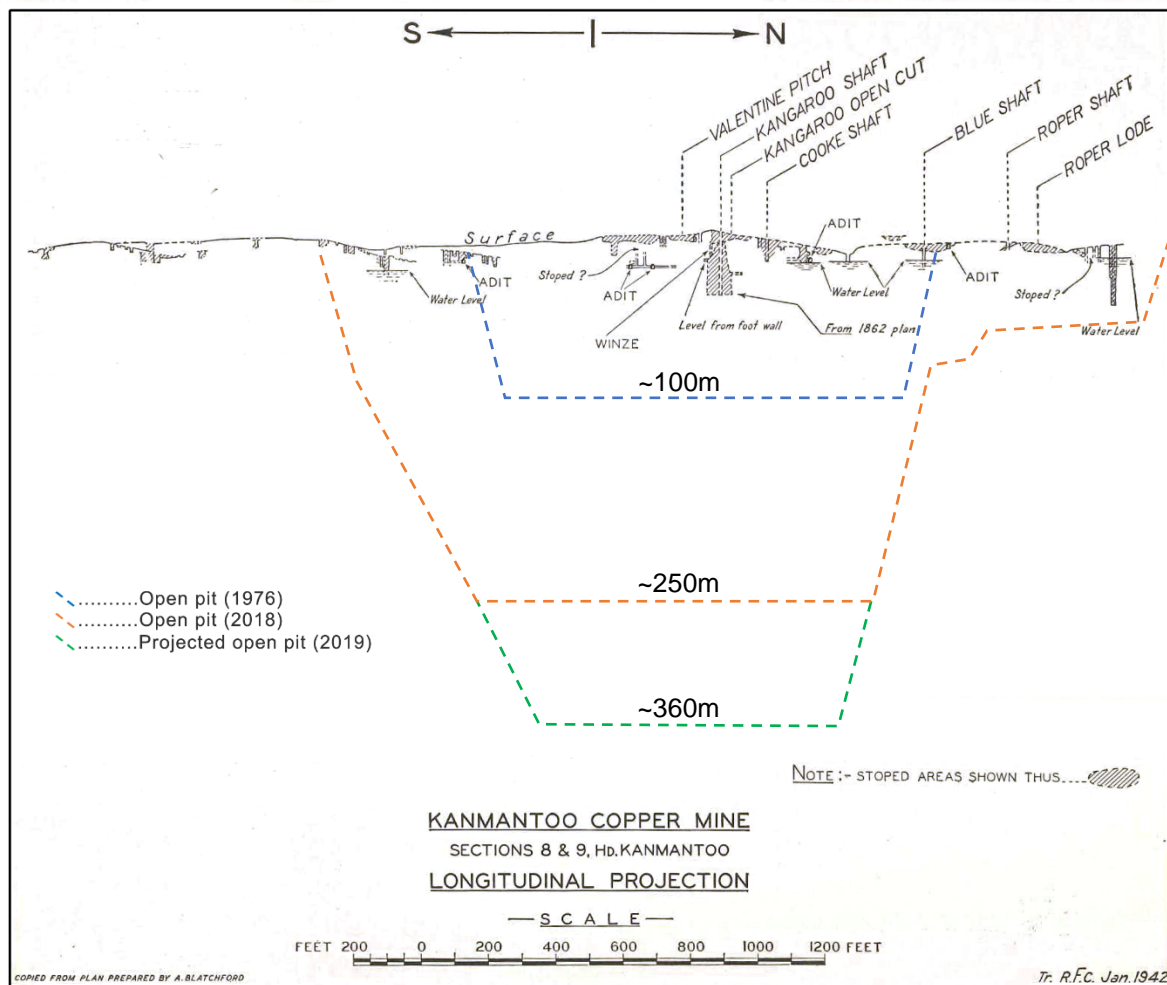 S I N
VALENTINE PITCH
KANGAROO SHAFT
KANGAROO OPEN CUT
COOKE SHAFT
BLUE SHAFT
ROPER SHAFT
ROPER LODE
Surface
ADIT
Stoped ?
ADIT
ADIT
ADIT
Water Level
Water Level
Stoped ?
Water Level
WINZE
Level from foot wall
From 1862 plan
~100m
~250m
..........Open pit (1976)
..........Open pit (2018)
..........Projected open pit (2019)
~360m
NOTE :- STOPED AREAS SHOWN THUS....
KANMANTOO COPPER MINE
SECTIONS 8 & 9, HD. KANMANTOO
LONGITUDINAL PROJECTION
SCALE
FEET 200 0 200 400 600 800 1000 1200 FEET
COPIED FROM PLAN PREPARED BY A. BLATCHFORD
Tr. R.F.C. Jan. 1942